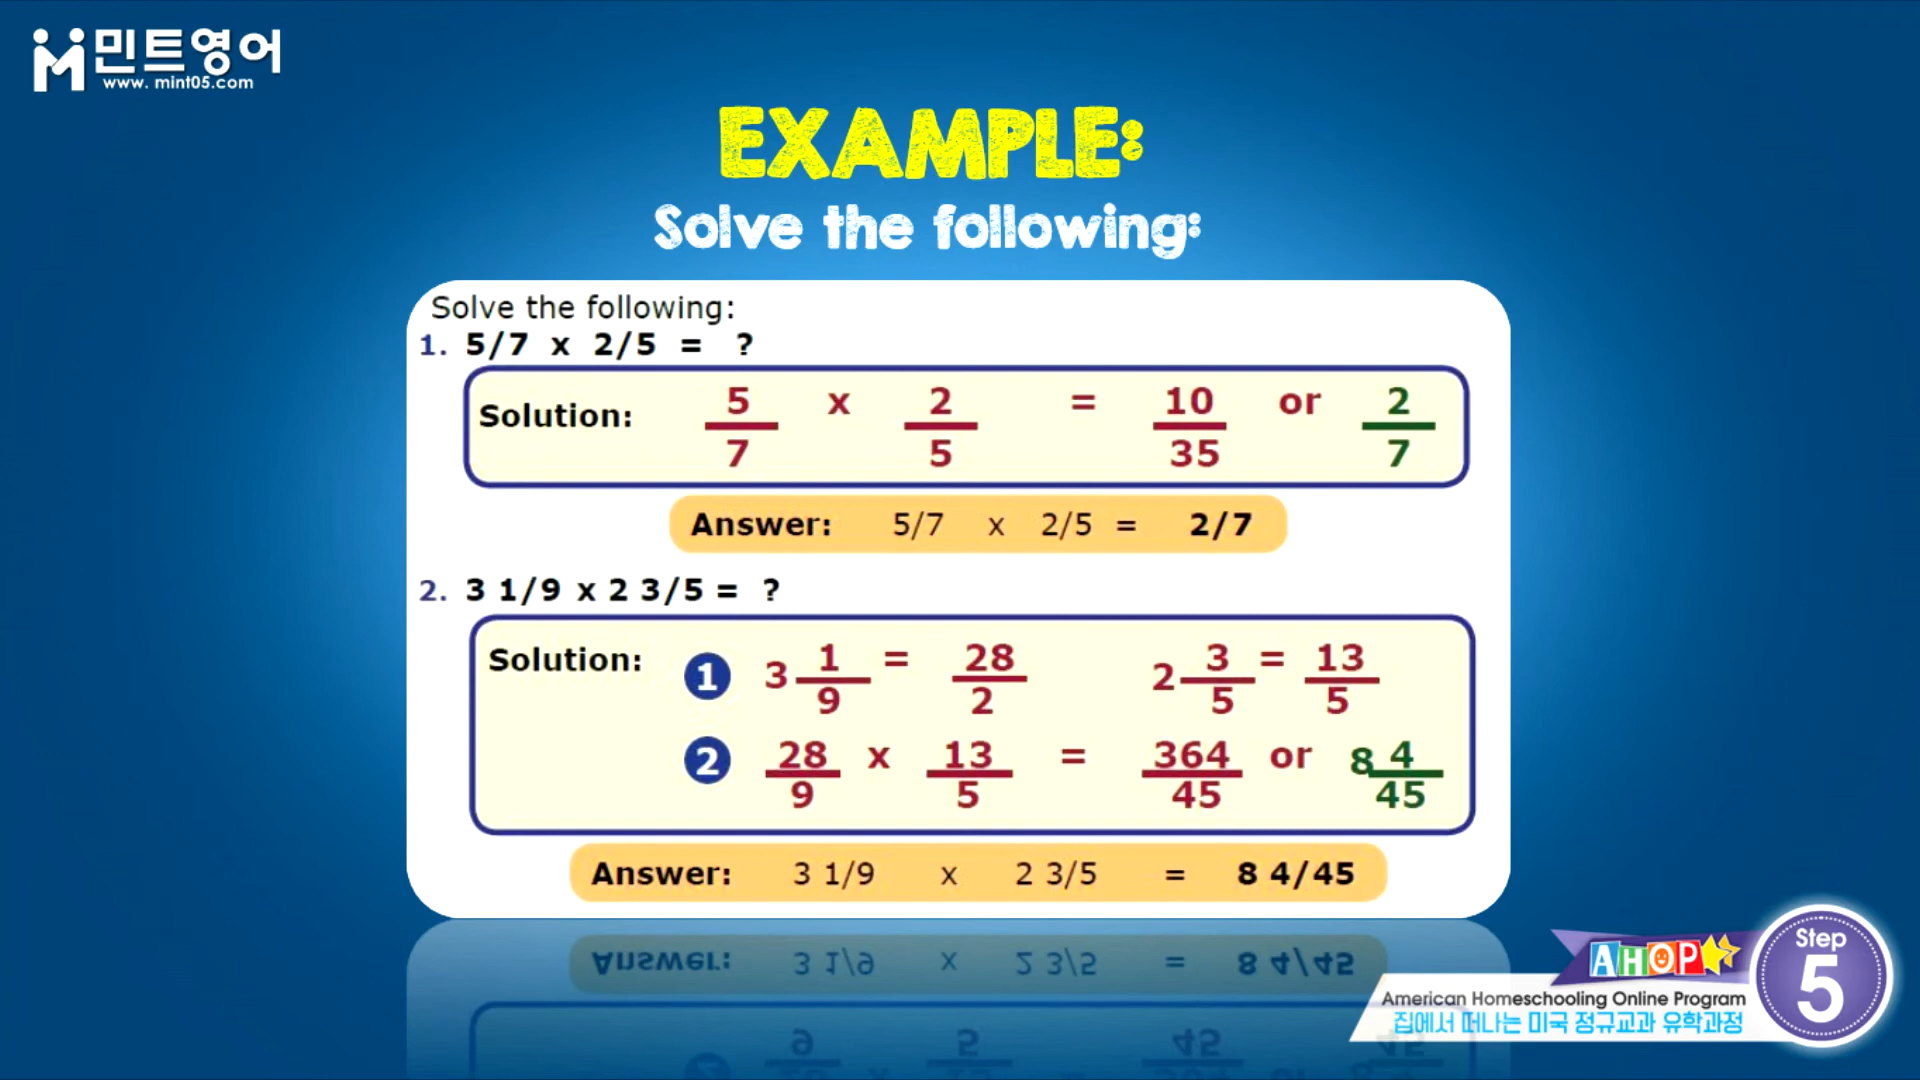 민트영어
www. mint05.com
EXAMPLE:
Solve the following:
Solve the following:
1. 5/7 x 2/5 = ?
Solution: 5/7 x 2/5 = 10/35 or 2/7
Answer: 5/7 x 2/5 = 2/7
2. 3 1/9 x 2 3/5 = ?
Solution: 1 3 1/9 = 28/2 2 3/5 = 13/5
2 28/9 x 13/5 = 364/45 or 8 4/45
Answer: 3 1/9 x 2 3/5 = 8 4/45
AHOP
American Homeschooling Online Program
집에서 떠나는 미국 정규교과 유학과정
Step
5